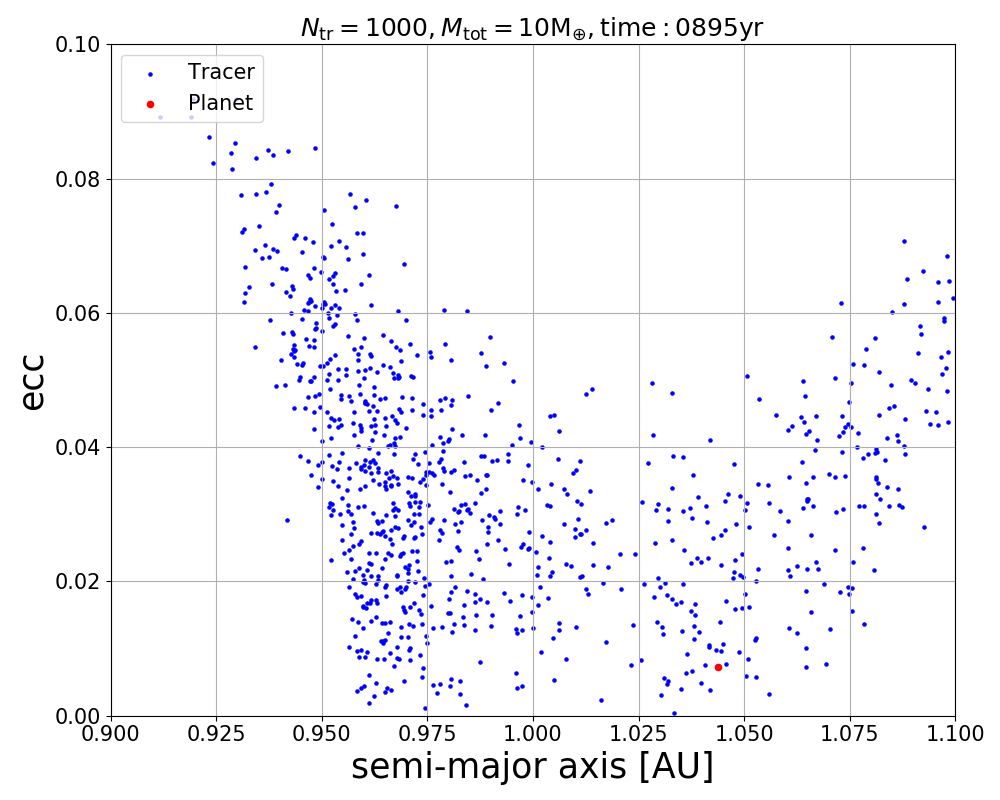 N_tr = 1000, M_tot = 10M_⊕, time : 0895yr
0.10
Tracer
Planet
0.08
0.06
ecc
0.04
0.02
0.00
0.900 0.925 0.950 0.975 1.000 1.025 1.050 1.075 1.100
semi-major axis [AU]